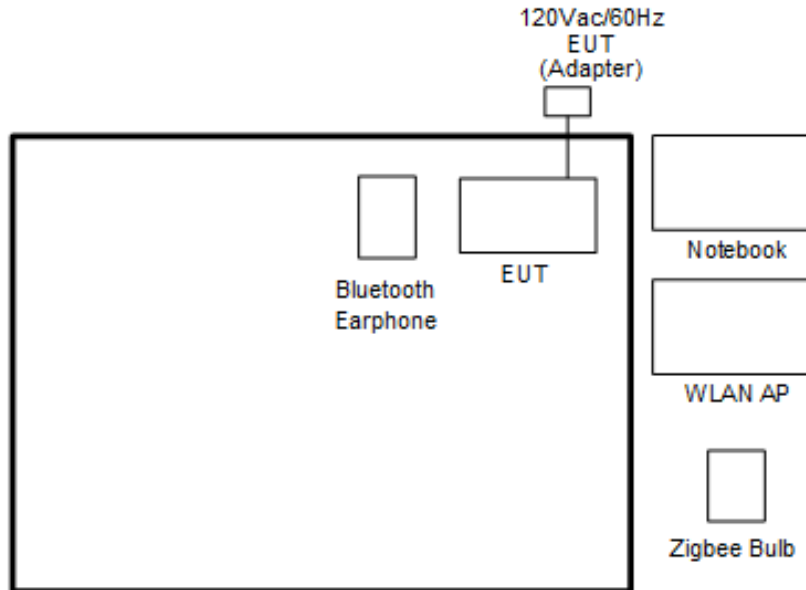 120Vac/60Hz
EUT
(Adapter)
Bluetooth
Earphone
EUT
Notebook
WLAN AP
Zigbee Bulb